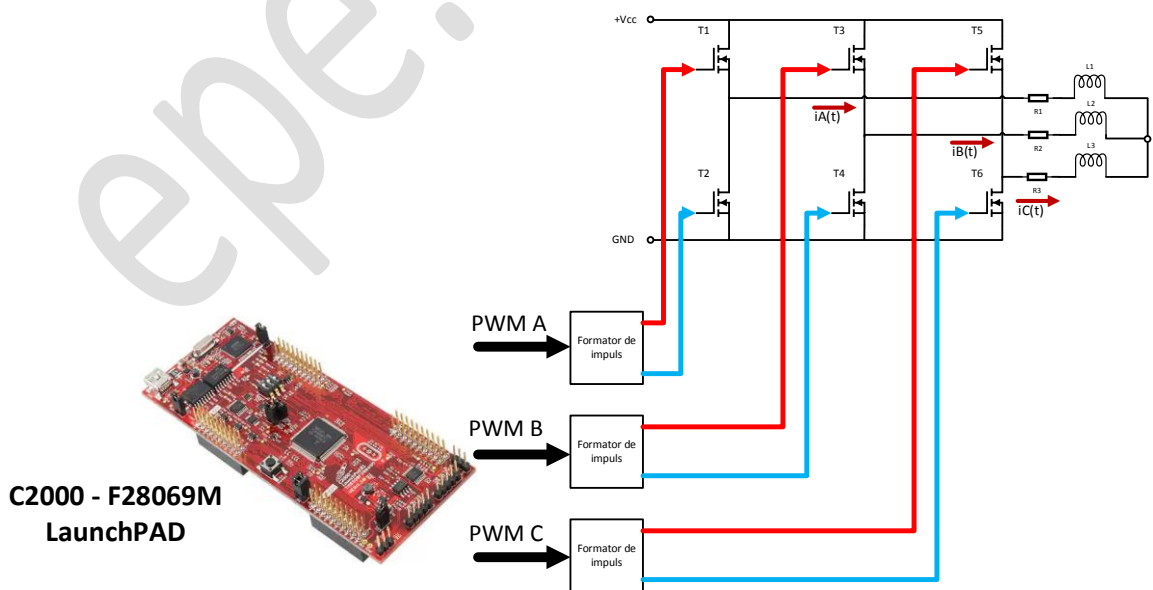 epe.
+Vcc
T1
T3
T5
L1
R1
iA(t)
L2
R2
iB(t)
L3
R3
iC(t)
T2
T4
T6
GND
PWM A
Formator de
impuls
PWM B
Formator de
impuls
PWM C
Formator de
impuls
C2000 - F28069M
LaunchPAD